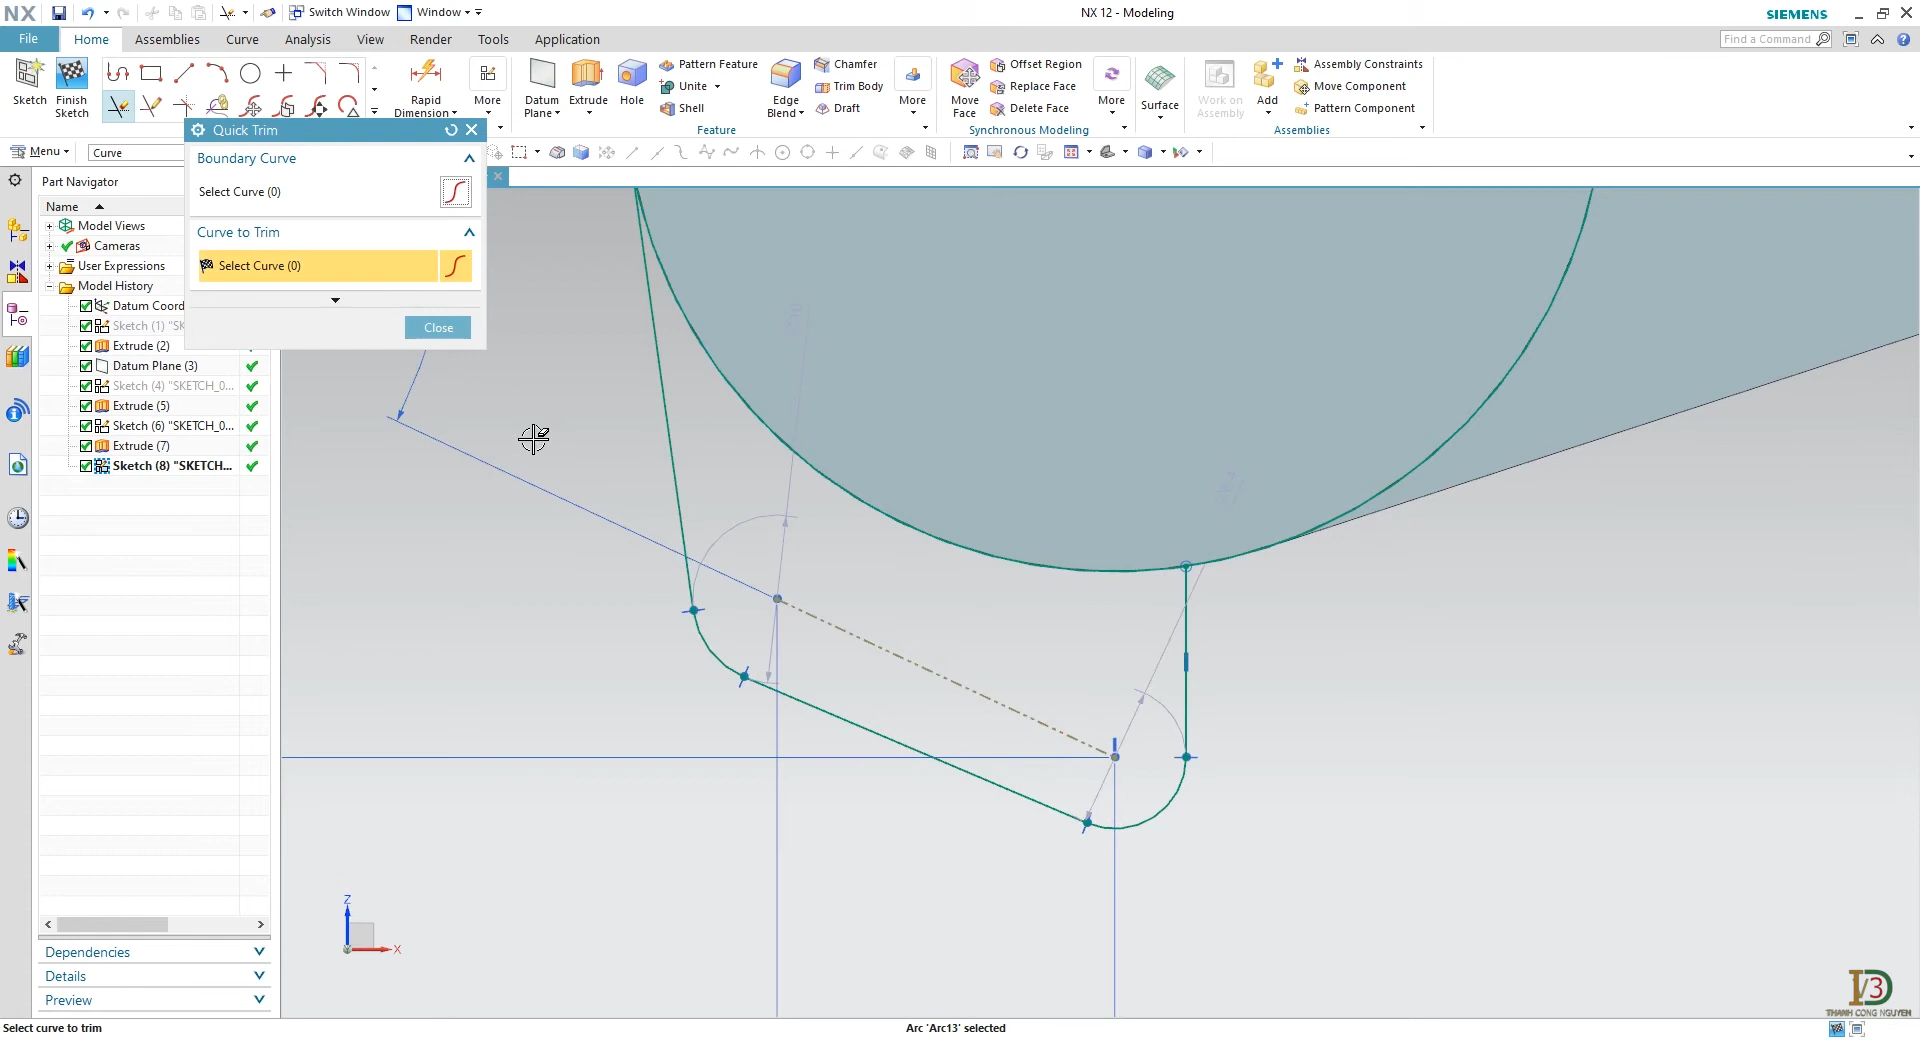 NX
Switch Window
Window
NX 12 - Modeling
SIEMENS
File
Home
Assemblies
Curve
Analysis
View
Render
Tools
Application
Find a Command
Sketch
Finish Sketch
Rapid Dimension
More
Datum Plane
Extrude
Hole
Pattern Feature
Unite
Shell
Edge Blend
Chamfer
Trim Body
Draft
More
Move Face
Offset Region
Replace Face
Delete Face
More
Surface
Work on Assembly
Add
Assembly Constraints
Move Component
Pattern Component
Feature
Synchronous Modeling
Assemblies
Menu
Curve
Quick Trim
Boundary Curve
Select Curve (0)
Curve to Trim
Select Curve (0)
Close
Part Navigator
Name
Model Views
Cameras
User Expressions
Model History
Datum Coord
Sketch (1) "SK
Extrude (2)
Datum Plane (3)
Sketch (4) "SKETCH_0...
Extrude (5)
Sketch (6) "SKETCH_0...
Extrude (7)
Sketch (8) "SKETCH...
Z
X
Dependencies
Details
Preview
THANH CONG NGUYEN
Select curve to trim
Arc 'Arc13' selected